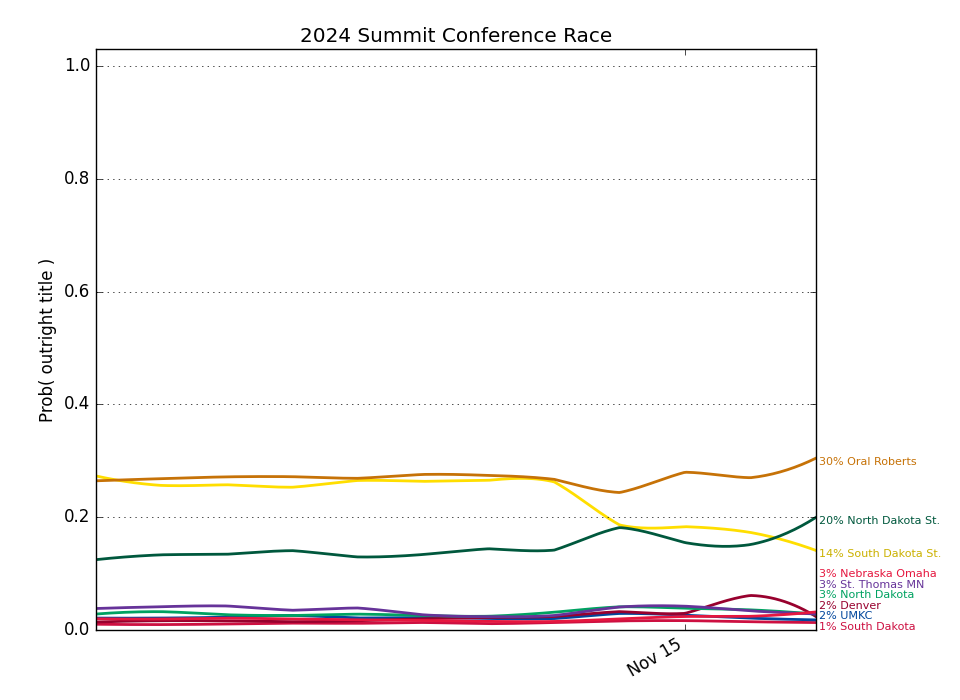 2024 Summit Conference Race
1.0
0.8
0.6
0.4
0.2
0.0
Prob( outright title )
Nov 15
30% Oral Roberts
20% North Dakota St.
14% South Dakota St.
3% Nebraska Omaha
3% St. Thomas MN
3% North Dakota
2% Denver
2% UMKC
1% South Dakota